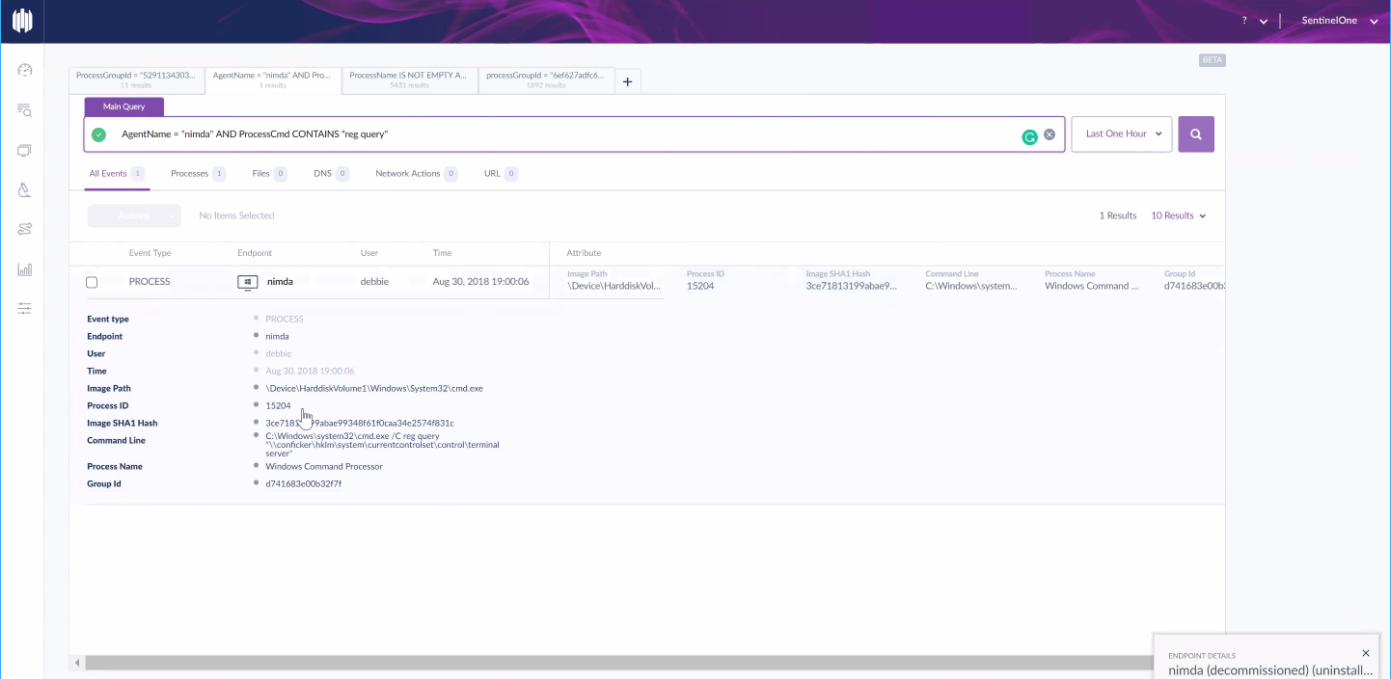 ? SentinelOne
BETA
ProcessGroupId = "5291134303... AgentName = "nimda" AND Pro... ProcessName IS NOT EMPTY A... processGroupId = "6ef627adfc6...
11 results 1 results 5431 results 1892 results
+
Main Query
AgentName = "nimda" AND ProcessCmd CONTAINS "reg query" Last One Hour
All Events 1 Processes 1 Files 0 DNS 0 Network Actions 0 URL 0
Actions No Items Selected 1 Results 10 Results
Event Type Endpoint User Time Attribute
Image Path Process ID Image SHA1 Hash Command Line Process Name Group Id
PROCESS nimda debbie Aug 30, 2018 19:00:06 \Device\HarddiskVol... 15204 3ce71813199abae9... C:\Windows\system... Windows Command ... d741683e00b
Event type PROCESS
Endpoint nimda
User debbie
Time Aug 30, 2018 19:00:06
Image Path \Device\HarddiskVolume1\Windows\System32\cmd.exe
Process ID 15204
Image SHA1 Hash
Command Line C:\Windows\system32\cmd.exe /C reg query
"\\conficker\hklm\system\currentcontrolset\control\terminal
server"
Process Name Windows Command Processor
Group Id d741683e00b32f7f
ENDPOINT DETAILS
nimda (decommissioned) (uninstall...